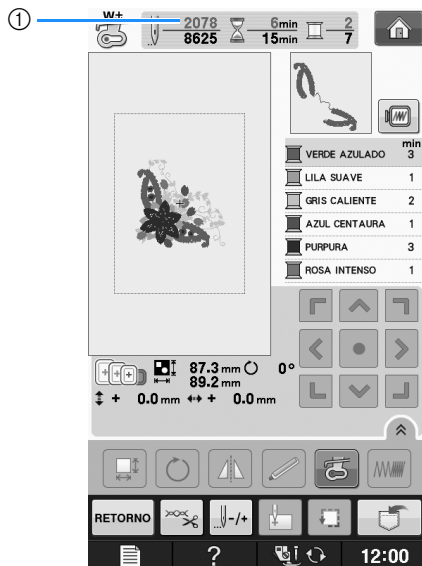 ①
W+
2078 6min 2
8625 15min 7
min
VERDE AZULADO 3
LILA SUAVE 1
GRIS CALIENTE 2
AZUL CENTAURA 1
PURPURA 3
ROSA INTENSO 1
87.3 mm 0°
89.2 mm
+ 0.0 mm + 0.0 mm
RETORNO -/+
? 12:00